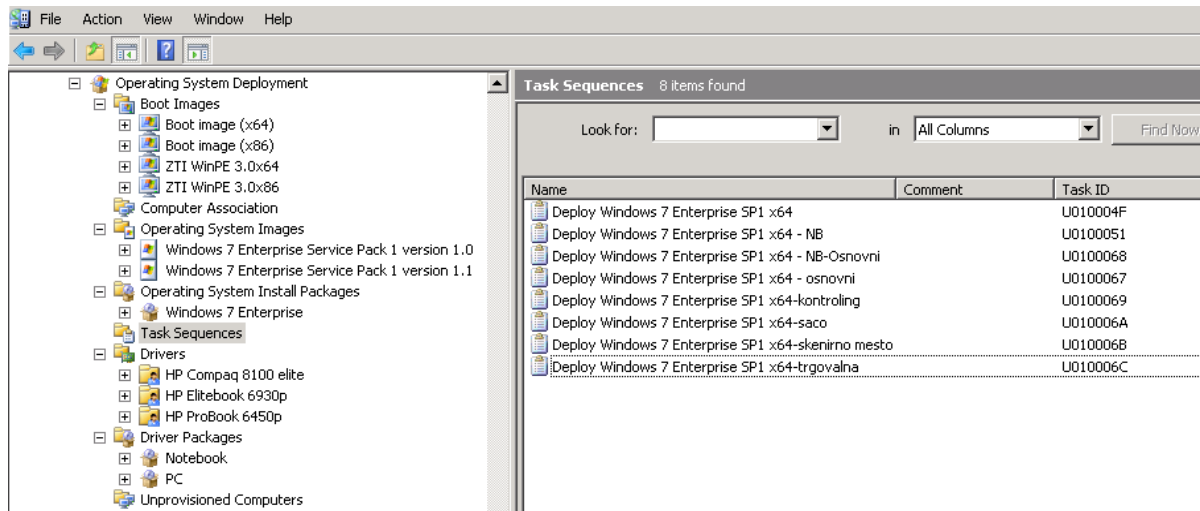 File Action View Window Help
Operating System Deployment
Boot Images
Boot image (x64)
Boot image (x86)
ZTI WinPE 3.0x64
ZTI WinPE 3.0x86
Computer Association
Operating System Images
Windows 7 Enterprise Service Pack 1 version 1.0
Windows 7 Enterprise Service Pack 1 version 1.1
Operating System Install Packages
Windows 7 Enterprise
Task Sequences
Drivers
HP Compaq 8100 elite
HP Elitebook 6930p
HP ProBook 6450p
Driver Packages
Notebook
PC
Unprovisioned Computers
Task Sequences 8 items found
Look for: in All Columns Find Now
Name Comment Task ID
Deploy Windows 7 Enterprise SP1 x64 U010004F
Deploy Windows 7 Enterprise SP1 x64 - NB U0100051
Deploy Windows 7 Enterprise SP1 x64 - NB-Osnovni U0100068
Deploy Windows 7 Enterprise SP1 x64 - osnovni U0100067
Deploy Windows 7 Enterprise SP1 x64-kontroling U0100069
Deploy Windows 7 Enterprise SP1 x64-saco U010006A
Deploy Windows 7 Enterprise SP1 x64-skenirno mesto U010006B
Deploy Windows 7 Enterprise SP1 x64-trgovalna U010006C